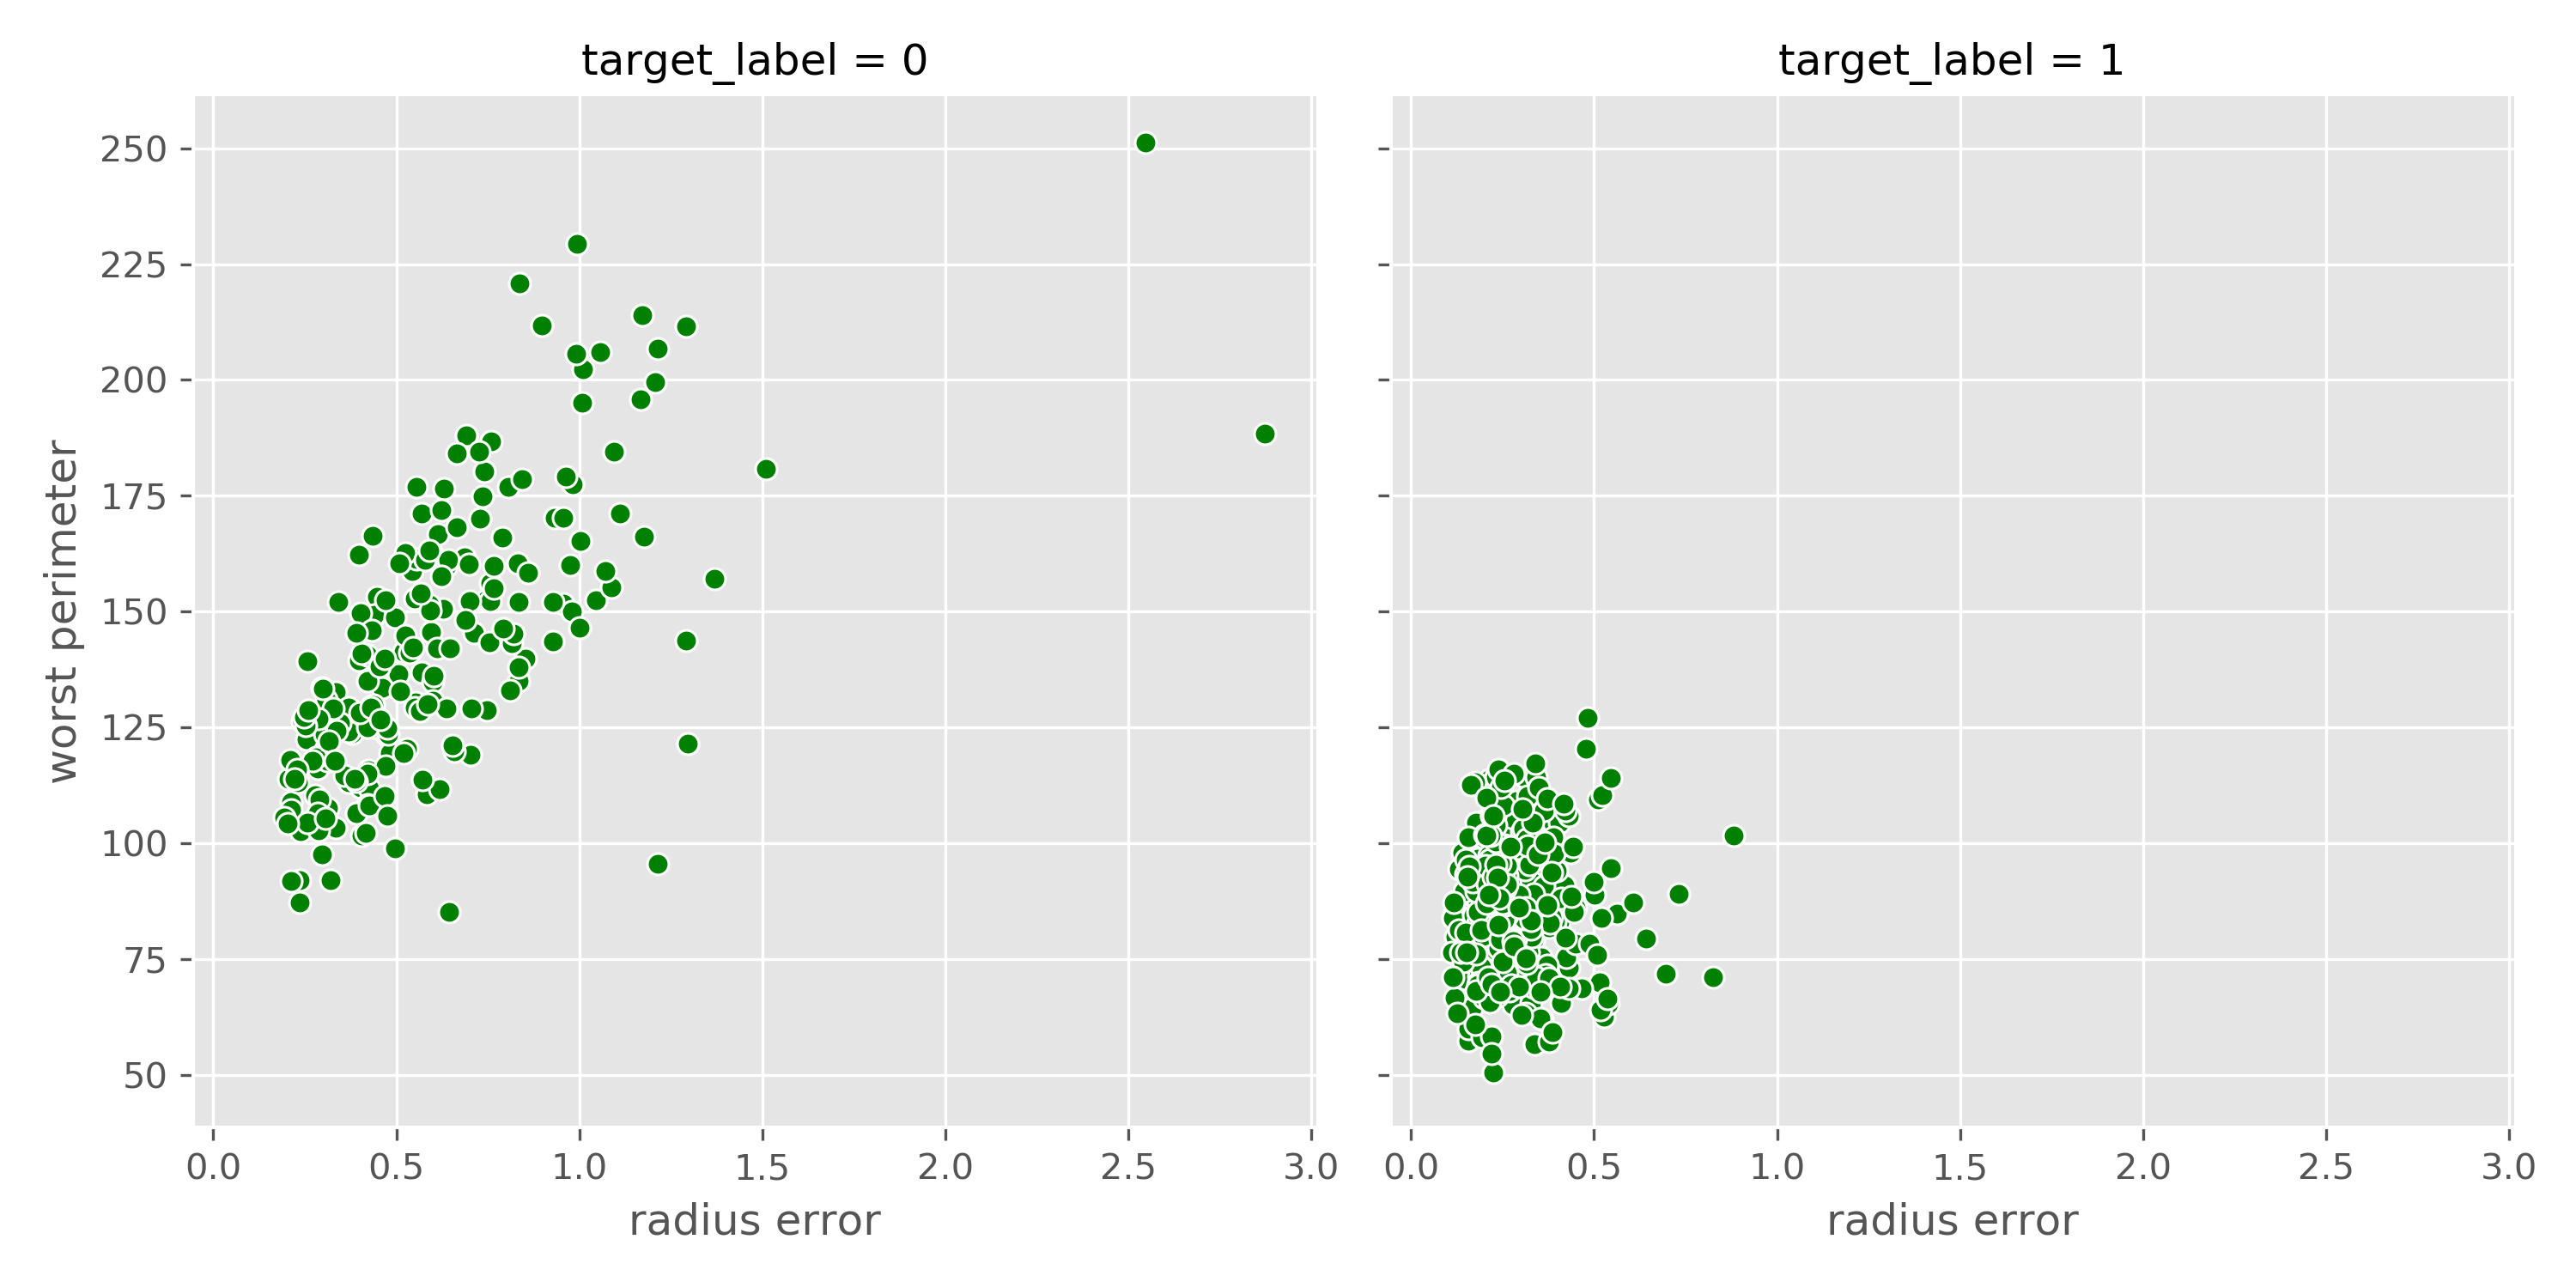 target_label = 0
target_label = 1
worst perimeter
250
225
200
175
150
125
100
75
50
0.0 0.5 1.0 1.5 2.0 2.5 3.0
0.0 0.5 1.0 1.5 2.0 2.5 3.0
radius error
radius error